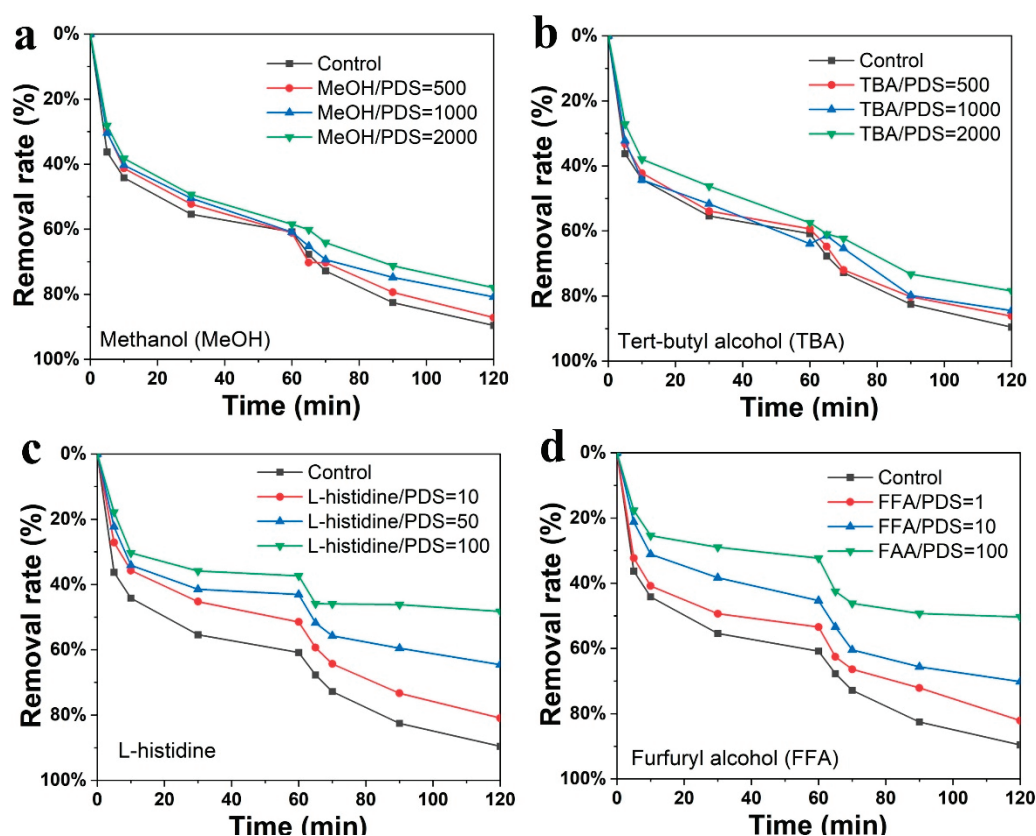 a
Control
MeOH/PDS=500
MeOH/PDS=1000
MeOH/PDS=2000
Methanol (MeOH)
Removal rate (%)
0%
20%
40%
60%
80%
100%
0 20 40 60 80 100 120
Time (min)
b
Control
TBA/PDS=500
TBA/PDS=1000
TBA/PDS=2000
Tert-butyl alcohol (TBA)
Removal rate (%)
0%
20%
40%
60%
80%
100%
0 20 40 60 80 100 120
Time (min)
c
Control
L-histidine/PDS=10
L-histidine/PDS=50
L-histidine/PDS=100
L-histidine
Removal rate (%)
0%
20%
40%
60%
80%
100%
0 20 40 60 80 100 120
Time (min)
d
Control
FFA/PDS=1
FFA/PDS=10
FAA/PDS=100
Furfuryl alcohol (FFA)
Removal rate (%)
0%
20%
40%
60%
80%
100%
0 20 40 60 80 100 120
Time (min)